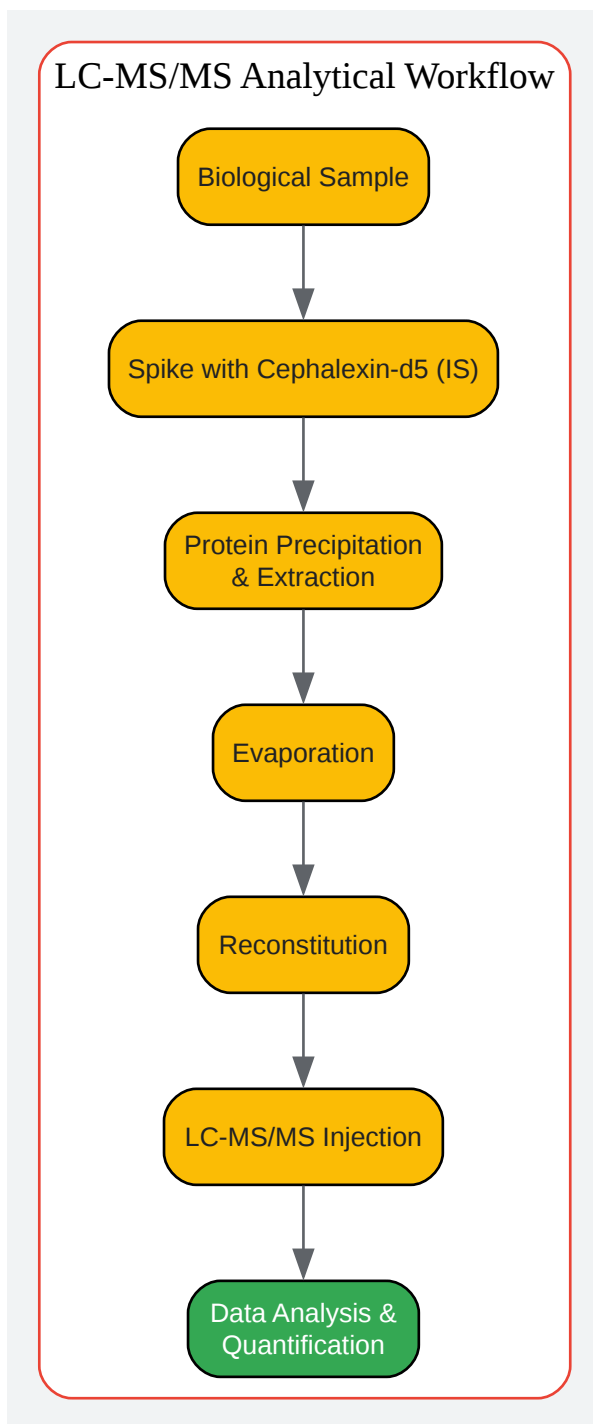 LC-MS/MS Analytical Workflow
Biological Sample
Spike with Cephalexin-d5 (IS)
Protein Precipitation
& Extraction
Evaporation
Reconstitution
LC-MS/MS Injection
Data Analysis &
Quantification